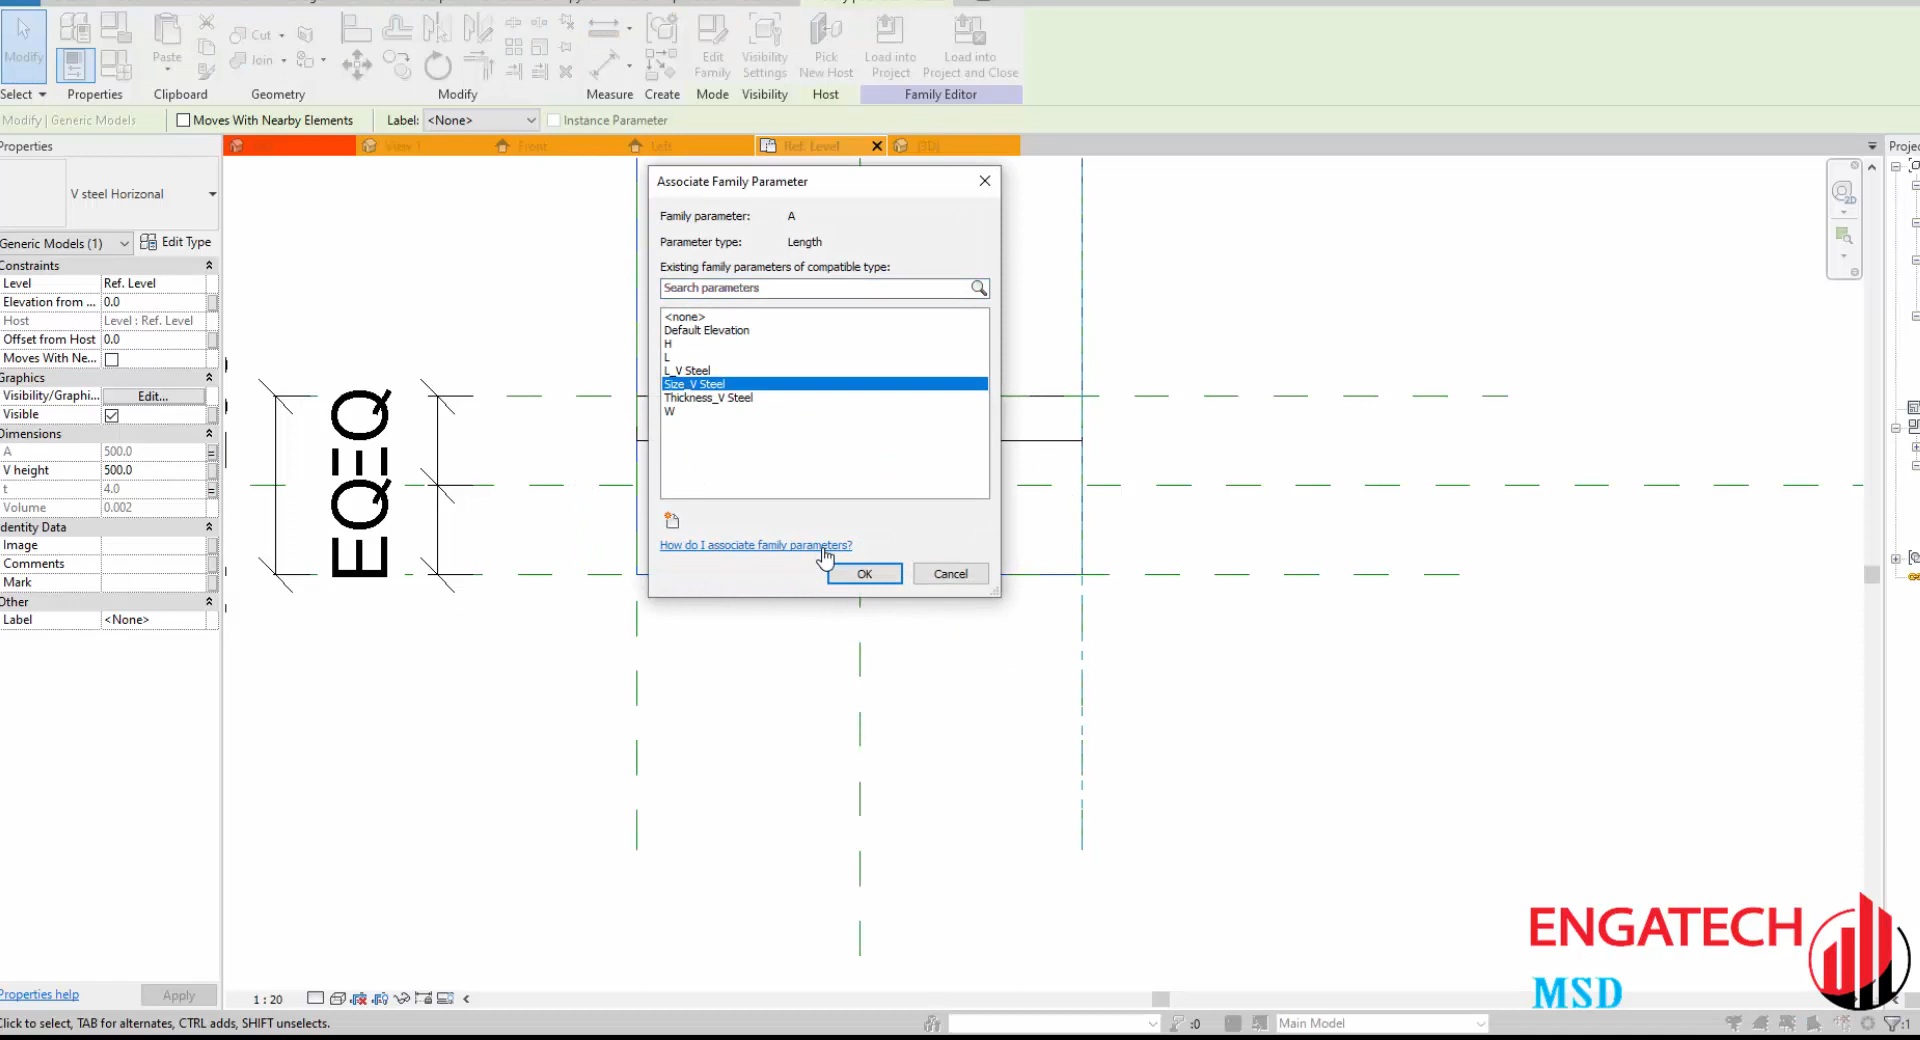 Modify
Paste
Cut
Join
Edit
Family
Visibility
Settings
Pick
New Host
Load into
Project
Load into
Project and Close
Select
Properties
Clipboard
Geometry
Modify
Measure
Create
Mode
Visibility
Host
Family Editor
Modify | Generic Models
Moves With Nearby Elements
Label:
<None>
Instance Parameter
View 1
Front
Left
Ref. Level
Properties
V steel Horizonal
Generic Models (1)
Edit Type
Constraints
Level Ref. Level
Elevation from ... 0.0
Host Level : Ref. Level
Offset from Host 0.0
Moves With Ne...
Graphics
Visibility/Graphi... Edit...
Visible
Dimensions
A 500.0 =
V height 500.0
t 4.0 =
Volume 0.002
Identity Data
Image
Comments
Mark
Other
Label <None>
Properties help
Apply
EQ
EQ
Associate Family Parameter
Family parameter: A
Parameter type: Length
Existing family parameters of compatible type:
Search parameters
<none>
Default Elevation
H
L
L_V Steel
Size_V Steel
Thickness_V Steel
W
How do I associate family parameters?
OK
Cancel
2D
1 : 20
Click to select, TAB for alternates, CTRL adds, SHIFT unselects.
:0
Main Model
:1
ENGATECH
MSD